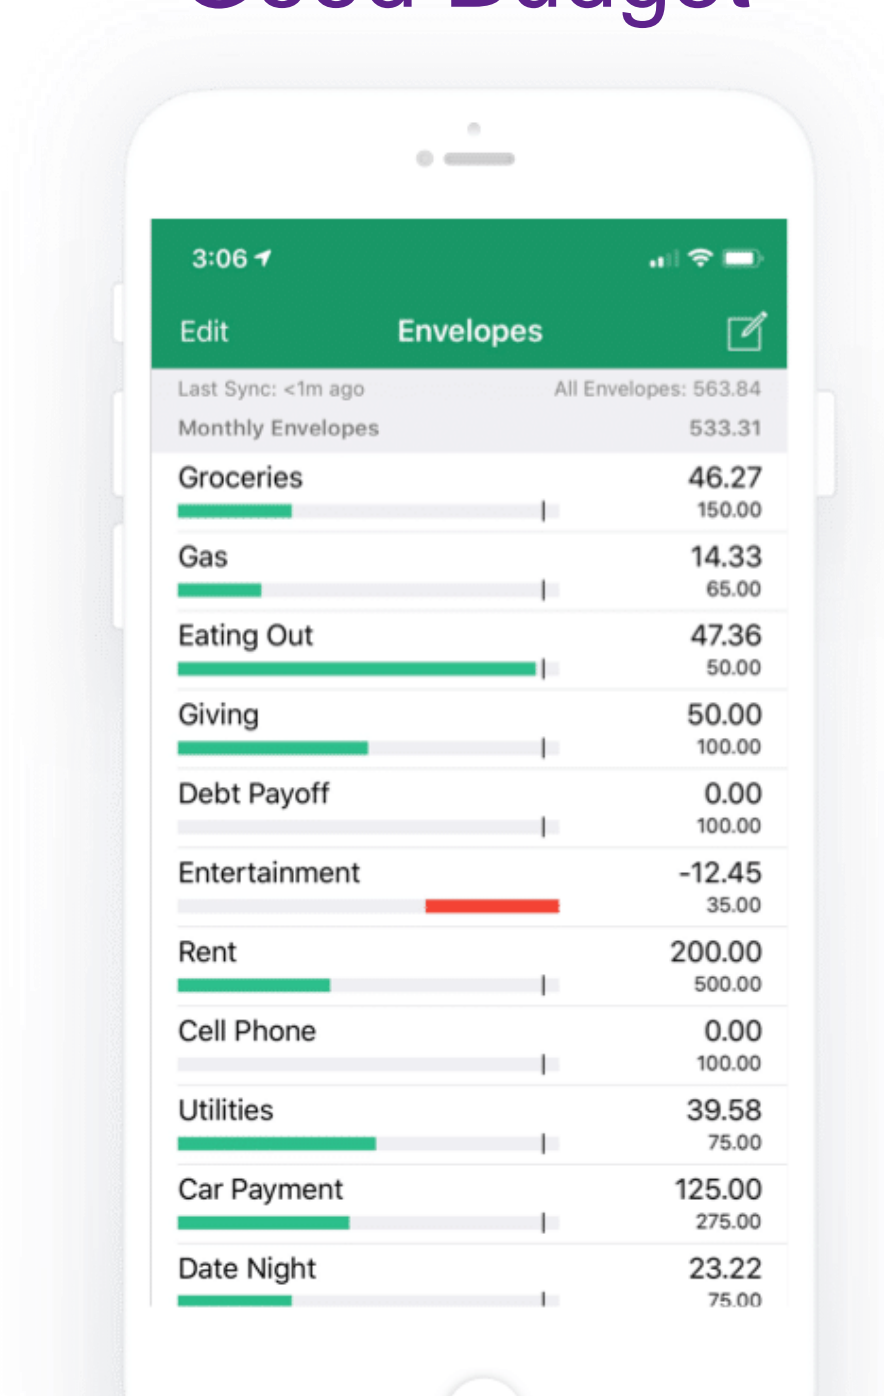 Good Budget
3:06
Edit Envelopes
Last Sync: <1m ago All Envelopes: 563.84
Monthly Envelopes 533.31
Groceries 46.27
150.00
Gas 14.33
65.00
Eating Out 47.36
50.00
Giving 50.00
100.00
Debt Payoff 0.00
100.00
Entertainment -12.45
35.00
Rent 200.00
500.00
Cell Phone 0.00
100.00
Utilities 39.58
75.00
Car Payment 125.00
275.00
Date Night 23.22
75.00